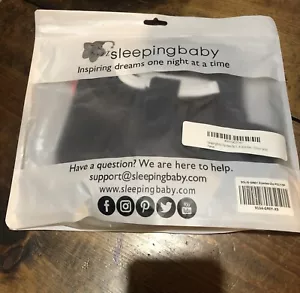 sleepingbaby
Inspiring dreams one night at a time
Have a question? We are here to help.
support@sleepingbaby.com
www.sleepingbaby.com
You